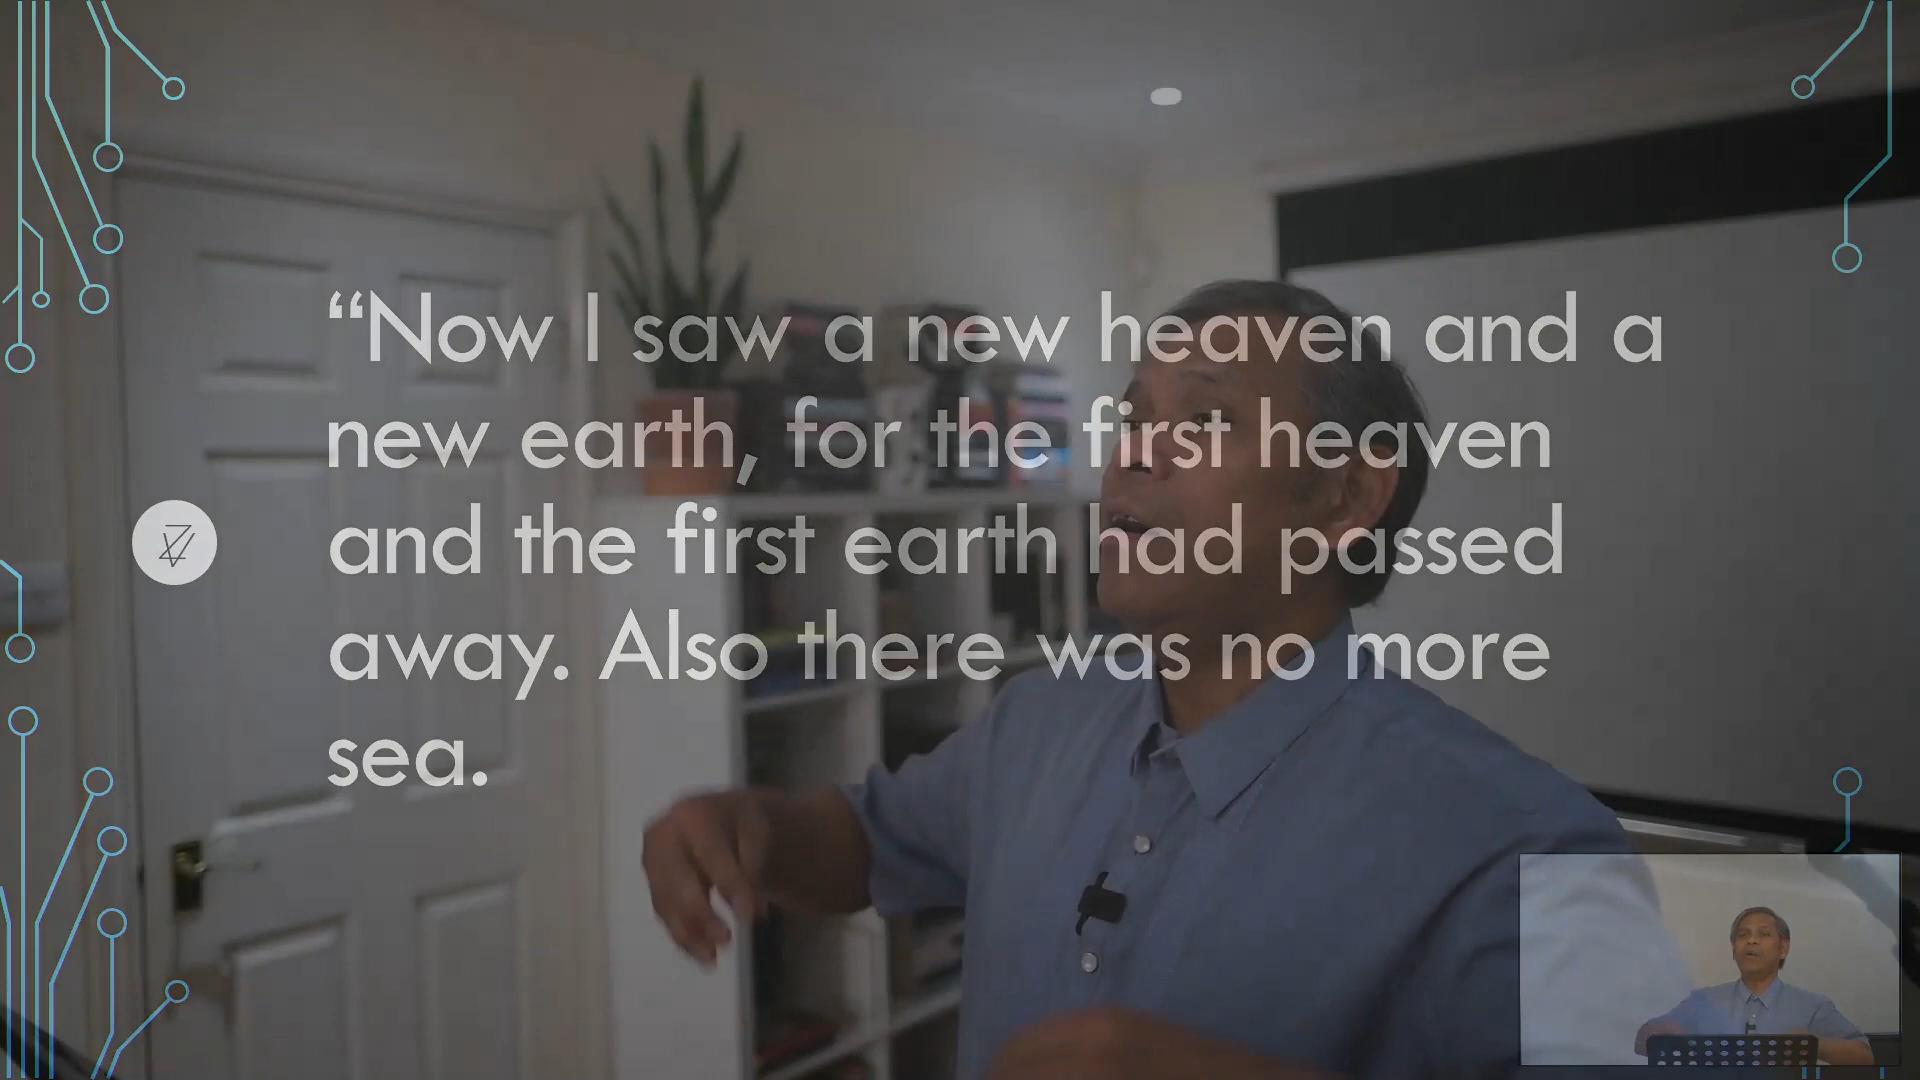 “Now I saw a new heaven and a
new earth, for the first heaven
and the first earth had passed
away. Also there was no more
sea.